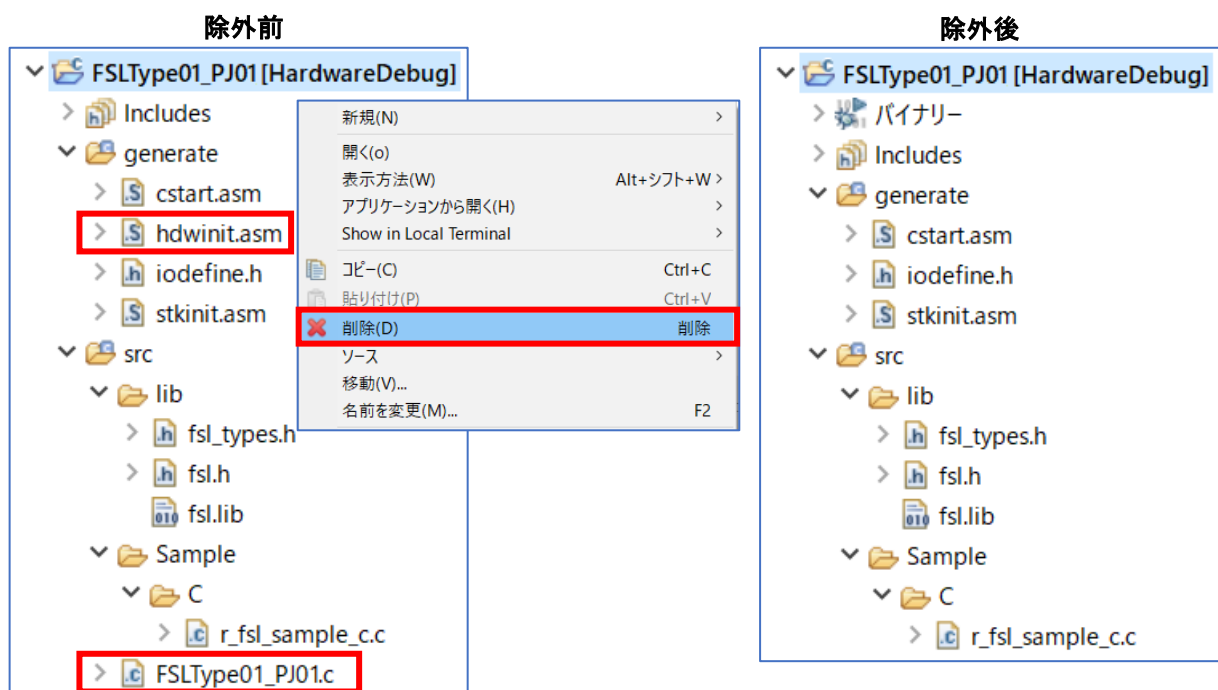 除外前
FSLType01_PJ01 [HardwareDebug]
Includes
generate
cstart.asm
hdwinit.asm
iodefine.h
stkinit.asm
src
lib
fsl_types.h
fsl.h
fsl.lib
Sample
C
r_fsl_sample_c.c
FSLType01_PJ01.c
新規(N)
開く(o)
表示方法(W) Alt+シフト+W
アプリケーションから開く(H)
Show in Local Terminal
コピー(C) Ctrl+C
貼り付け(P) Ctrl+V
削除(D) 削除
ソース
移動(V)...
名前を変更(M)... F2
除外後
FSLType01_PJ01 [HardwareDebug]
バイナリー
Includes
generate
cstart.asm
iodefine.h
stkinit.asm
src
lib
fsl_types.h
fsl.h
fsl.lib
Sample
C
r_fsl_sample_c.c